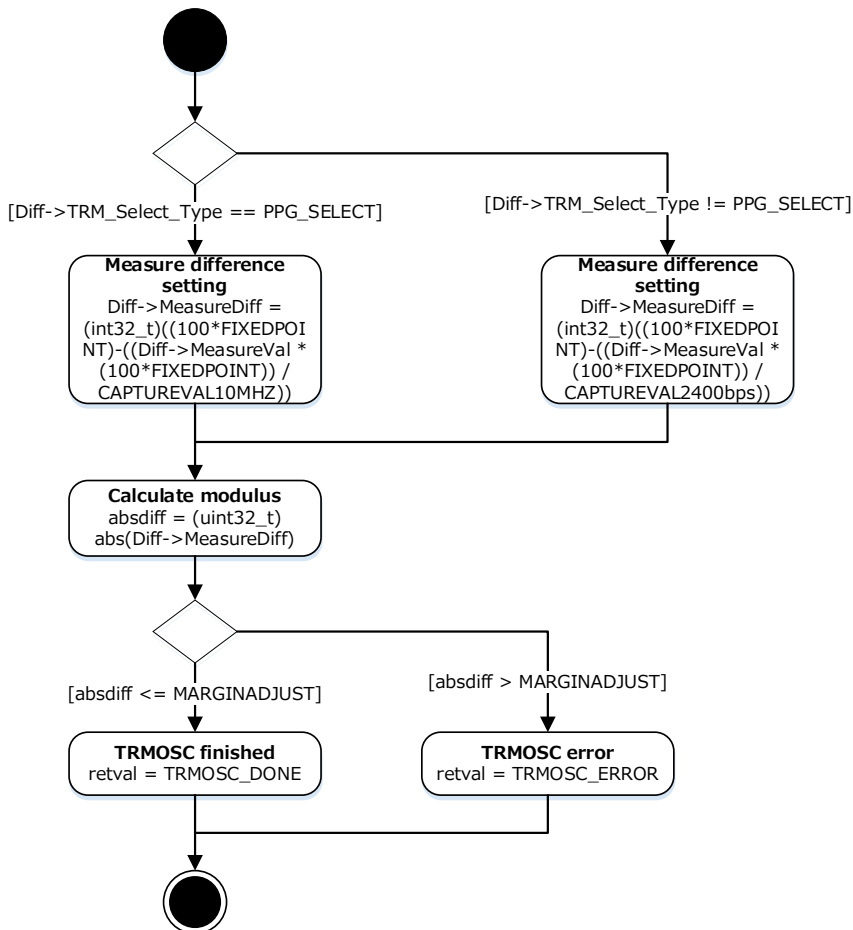 [Diff->TRM_Select_Type == PPG_SELECT]
[Diff->TRM_Select_Type != PPG_SELECT]
Measure difference
setting
Diff->MeasureDiff =
(int32_t)((100*FIXEDPOI
NT)-((Diff->MeasureVal *
(100*FIXEDPOINT)) /
CAPTUREVAL10MHZ))
Measure difference
setting
Diff->MeasureDiff =
(int32_t)((100*FIXEDPOI
NT)-((Diff->MeasureVal *
(100*FIXEDPOINT)) /
CAPTUREVAL2400bps))
Calculate modulus
absdiff = (uint32_t)
abs(Diff->MeasureDiff)
[absdiff <= MARGINADJUST]
[absdiff > MARGINADJUST]
TRMOSC finished
retval = TRMOSC_DONE
TRMOSC error
retval = TRMOSC_ERROR